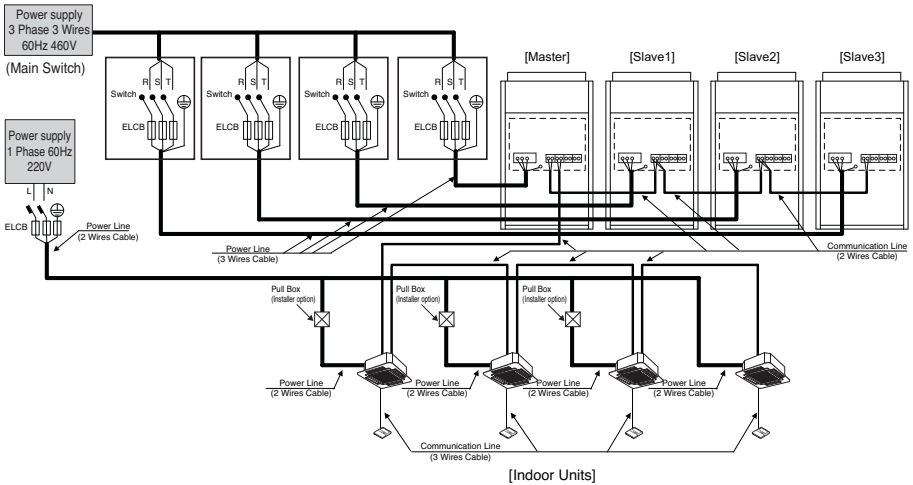 Power supply
3 Phase 3 Wires
60Hz 460V
(Main Switch)
R S T
Switch
ELCB
R S T
Switch
ELCB
R S T
Switch
ELCB
R S T
Switch
ELCB
[Master]
[Slave1]
[Slave2]
[Slave3]
Power supply
1 Phase 60Hz
220V
L N
ELCB
Power Line
(2 Wires Cable)
Power Line
(3 Wires Cable)
Communication Line
(2 Wires Cable)
Pull Box
(Installer option)
Pull Box
(Installer option)
Pull Box
(Installer option)
Power Line
(2 Wires Cable)
Power Line
(2 Wires Cable)
Power Line
(2 Wires Cable)
Power Line
(2 Wires Cable)
Communication Line
(3 Wires Cable)
[Indoor Units]